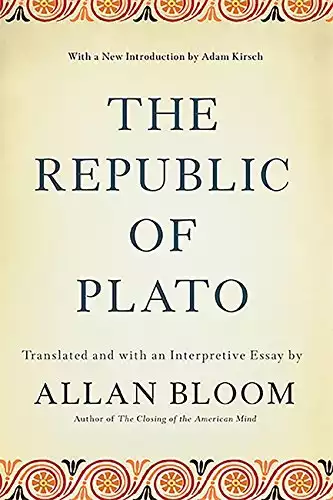 With a New Introduction by Adam Kirsch
THE
REPUBLIC
OF
PLATO
Translated and with an Interpretive Essay by
ALLAN BLOOM
Author of The Closing of the American Mind